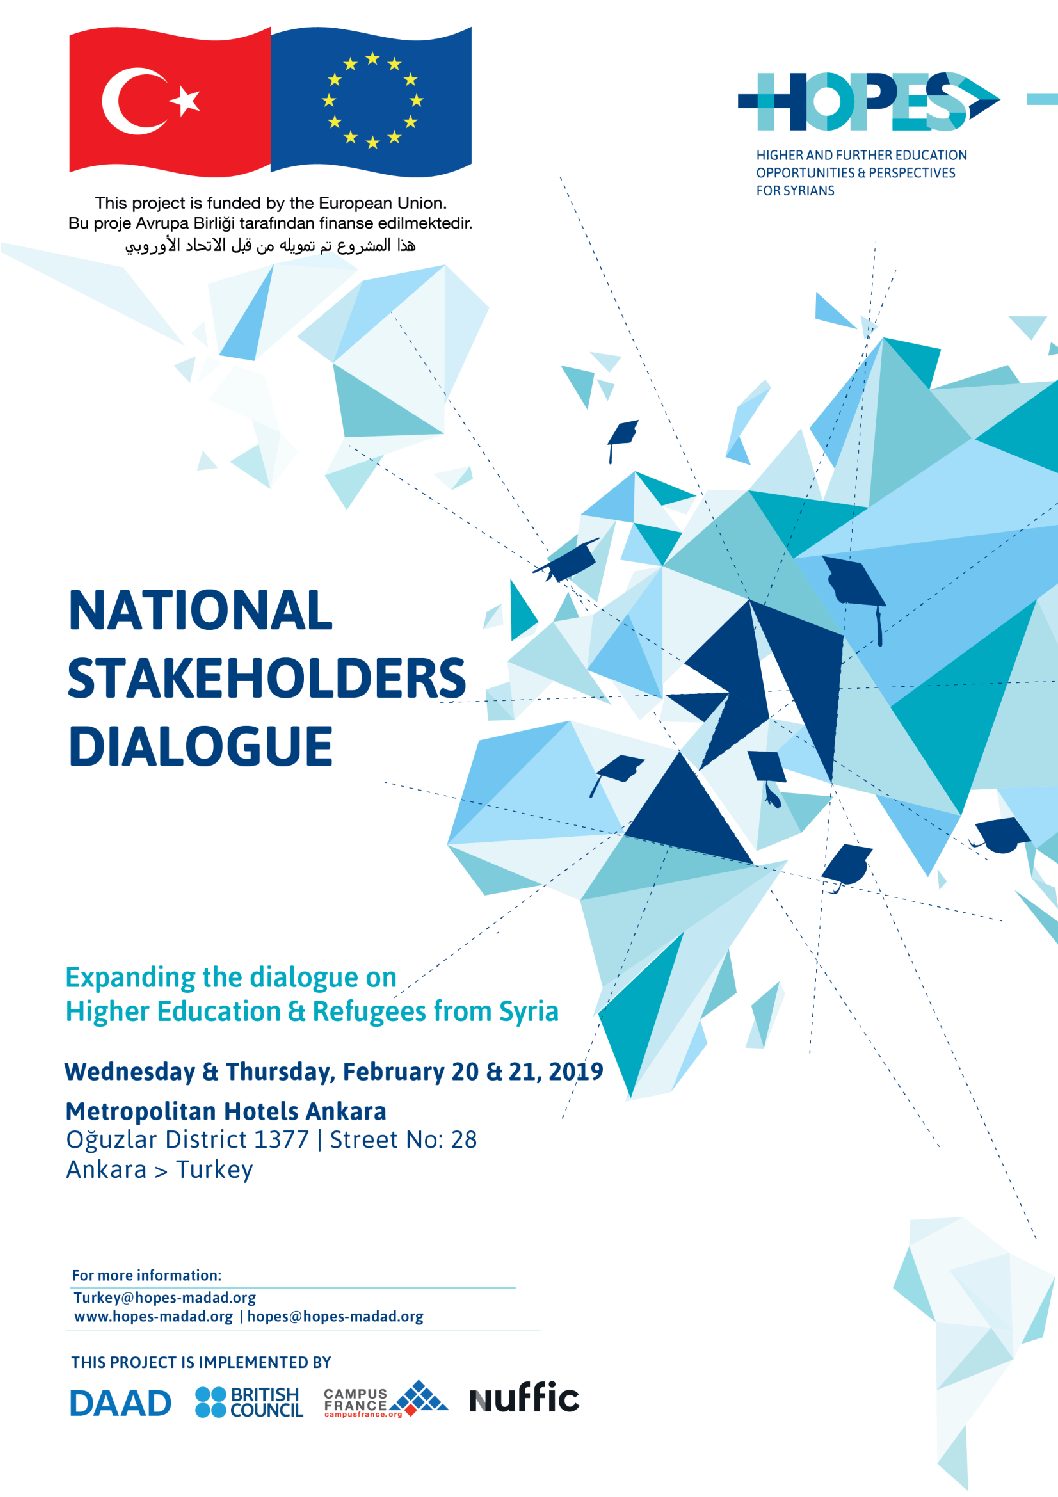 This project is funded by the European Union.
Bu proje Avrupa Birliği tarafından finanse edilmektedir.
هذا المشروع تم تمويله من قبل الاتحاد الأوروبي
HOPES
HIGHER AND FURTHER EDUCATION
OPPORTUNITIES & PERSPECTIVES
FOR SYRIANS
NATIONAL
STAKEHOLDERS
DIALOGUE
Expanding the dialogue on
Higher Education & Refugees from Syria
Wednesday & Thursday, February 20 & 21, 2019
Metropolitan Hotels Ankara
Oğuzlar District 1377 | Street No: 28
Ankara > Turkey
For more information:
Turkey@hopes-madad.org
www.hopes-madad.org | hopes@hopes-madad.org
THIS PROJECT IS IMPLEMENTED BY
DAAD
BRITISH
COUNCIL
CAMPUS
FRANCE
campusfrance.org
nuffic